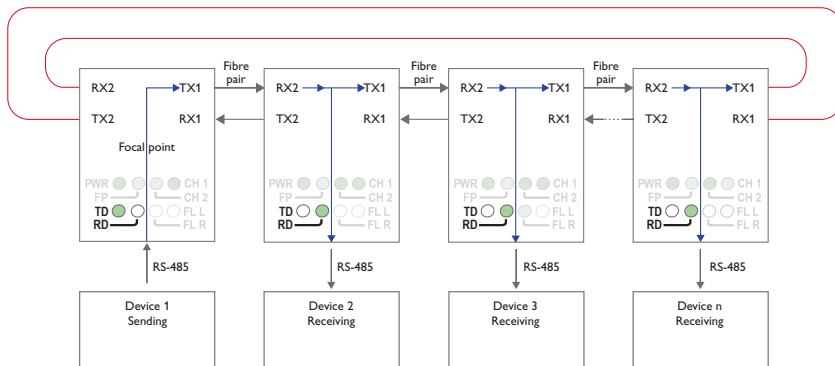 Fibre
pair
Fibre
pair
Fibre
pair
RX2
TX1
RX2
TX1
RX2
TX1
RX2
TX1
TX2
RX1
TX2
RX1
TX2
RX1
TX2
RX1
Focal point
PWR
CH 1
FP
CH 2
TD
FL L
RD
FL R
PWR
CH 1
FP
CH 2
TD
FL L
RD
FL R
PWR
CH 1
FP
CH 2
TD
FL L
RD
FL R
PWR
CH 1
FP
CH 2
TD
FL L
RD
FL R
RS-485
RS-485
RS-485
RS-485
Device 1
Sending
Device 2
Receiving
Device 3
Receiving
Device n
Receiving